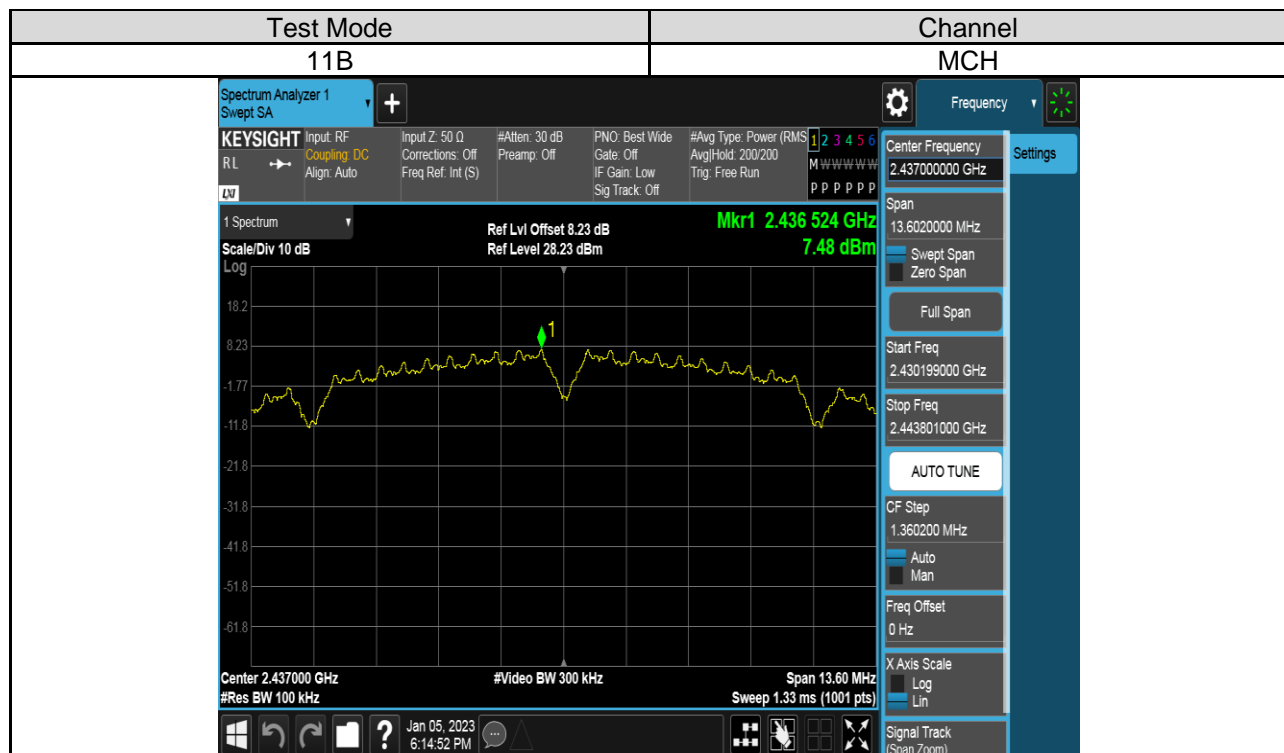 Test Mode Channel
11B MCH
Spectrum Analyzer 1
Swept SA
+
Frequency
KEYSIGHT Input: RF Input Z: 50 Ω #Atten: 30 dB PNO: Best Wide #Avg Type: Power (RMS 1 2 3 4 5 6
RL Coupling: DC Corrections: Off Preamp: Off Gate: Off Avg|Hold: 200/200 M W W W W W
Align: Auto Freq Ref: Int (S) IF Gain: Low Trig: Free Run
LXI Sig Track: Off P P P P P P
Center Frequency
2.437000000 GHz
Settings
1 Spectrum
Ref Lvl Offset 8.23 dB
Mkr1 2.436 524 GHz
Scale/Div 10 dB Ref Level 28.23 dBm 7.48 dBm
Log
18.2
8.23
-1.77
-11.8
-21.8
-31.8
-41.8
-51.8
-61.8
1
Span
13.6020000 MHz
Swept Span
Zero Span
Full Span
Start Freq
2.430199000 GHz
Stop Freq
2.443801000 GHz
AUTO TUNE
CF Step
1.360200 MHz
Auto
Man
Freq Offset
0 Hz
X Axis Scale
Log
Lin
Signal Track
(Span Zoom)
Center 2.437000 GHz #Video BW 300 kHz Span 13.60 MHz
#Res BW 100 kHz Sweep 1.33 ms (1001 pts)
? Jan 05, 2023
6:14:52 PM